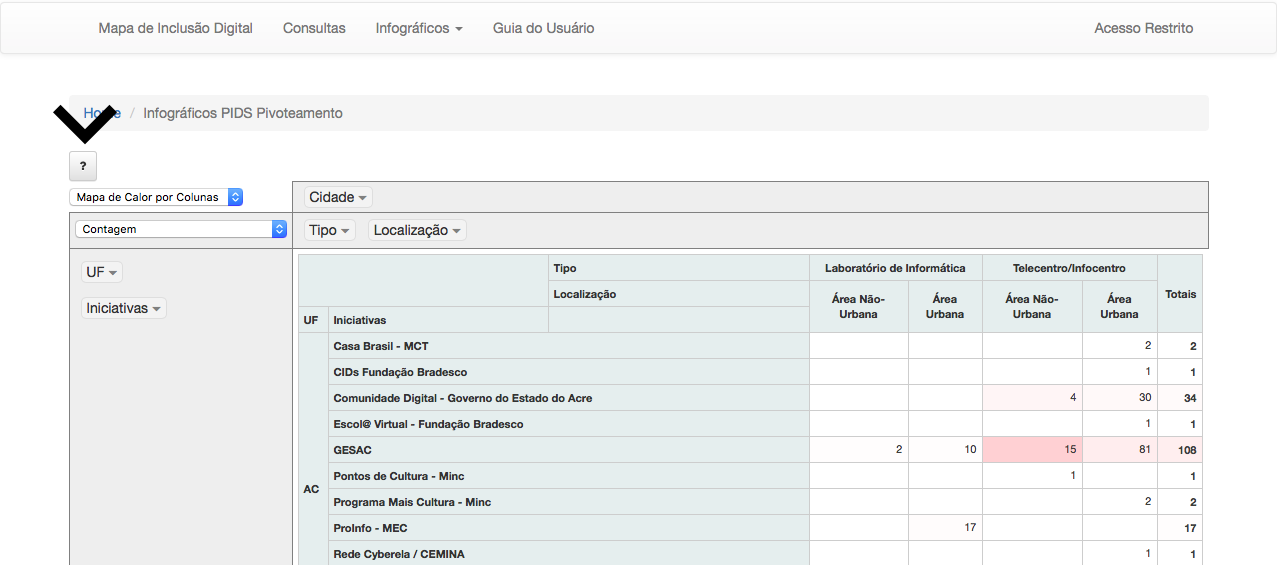 Mapa de Inclusão Digital Consultas Infográficos Guia do Usuário Acesso Restrito
Home / Infográficos PIDS Pivoteamento
?
Mapa de Calor por Colunas Cidade
Contagem Tipo Localização
UF
Iniciativas
Tipo Laboratório de Informática Telecentro/Infocentro Totais
Localização Área Não-Urbana Área Urbana Área Não-Urbana Área Urbana
UF Iniciativas
AC
Casa Brasil - MCT 2 2
CIDs Fundação Bradesco 1 1
Comunidade Digital - Governo do Estado do Acre 4 30 34
Escol@ Virtual - Fundação Bradesco 1 1
GESAC 2 10 15 81 108
Pontos de Cultura - Minc 1 1
Programa Mais Cultura - Minc 2 2
ProInfo - MEC 17 17
Rede Cyberela / CEMINA 1 1